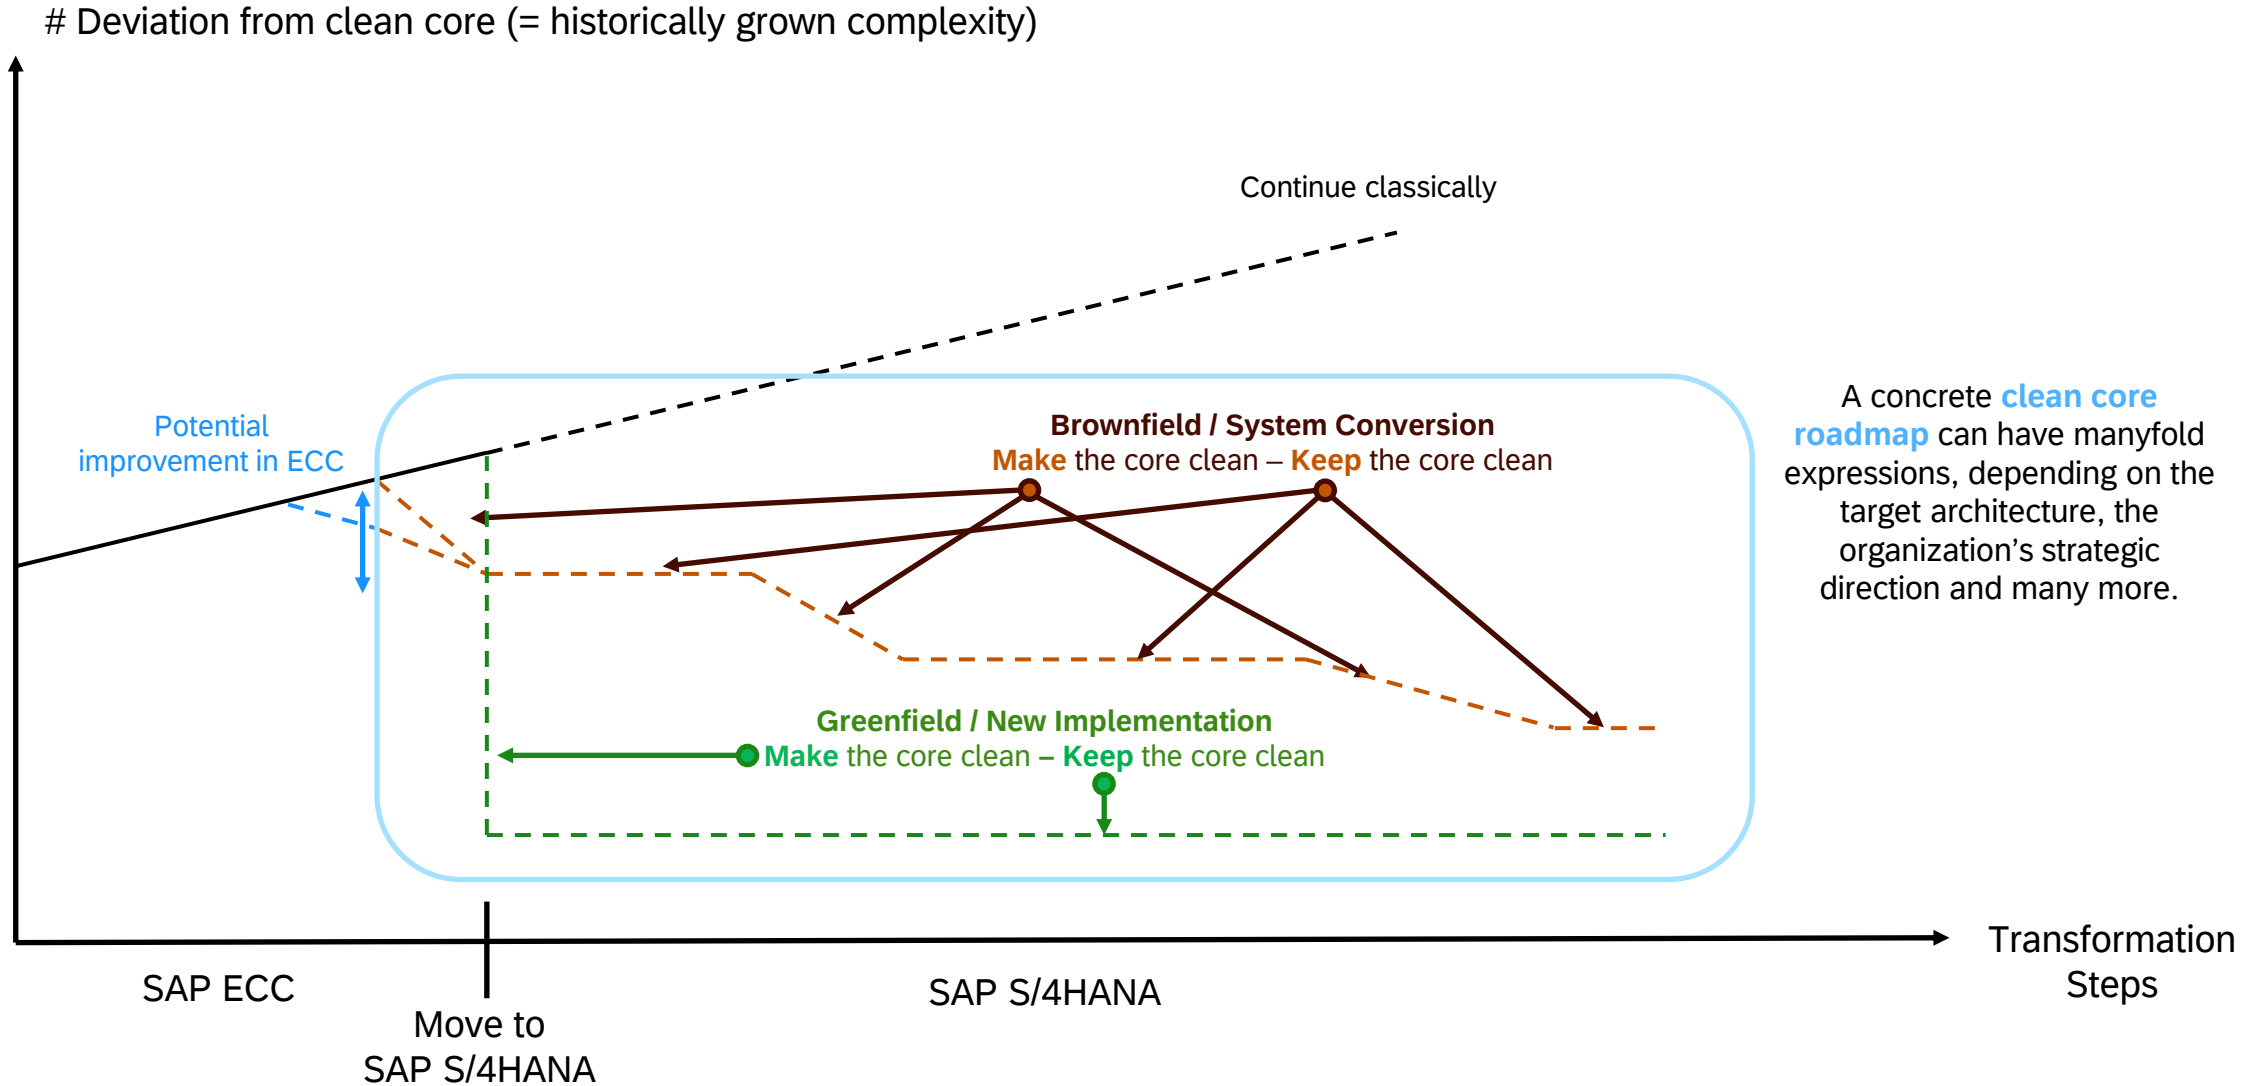 # Deviation from clean core (= historically grown complexity)
Continue classically
Potential
improvement in ECC
Brownfield / System Conversion
Make the core clean – Keep the core clean
A concrete clean core
roadmap can have manyfold
expressions, depending on the
target architecture, the
organization’s strategic
direction and many more.
Greenfield / New Implementation
Make the core clean – Keep the core clean
Transformation
Steps
SAP ECC
SAP S/4HANA
Move to
SAP S/4HANA